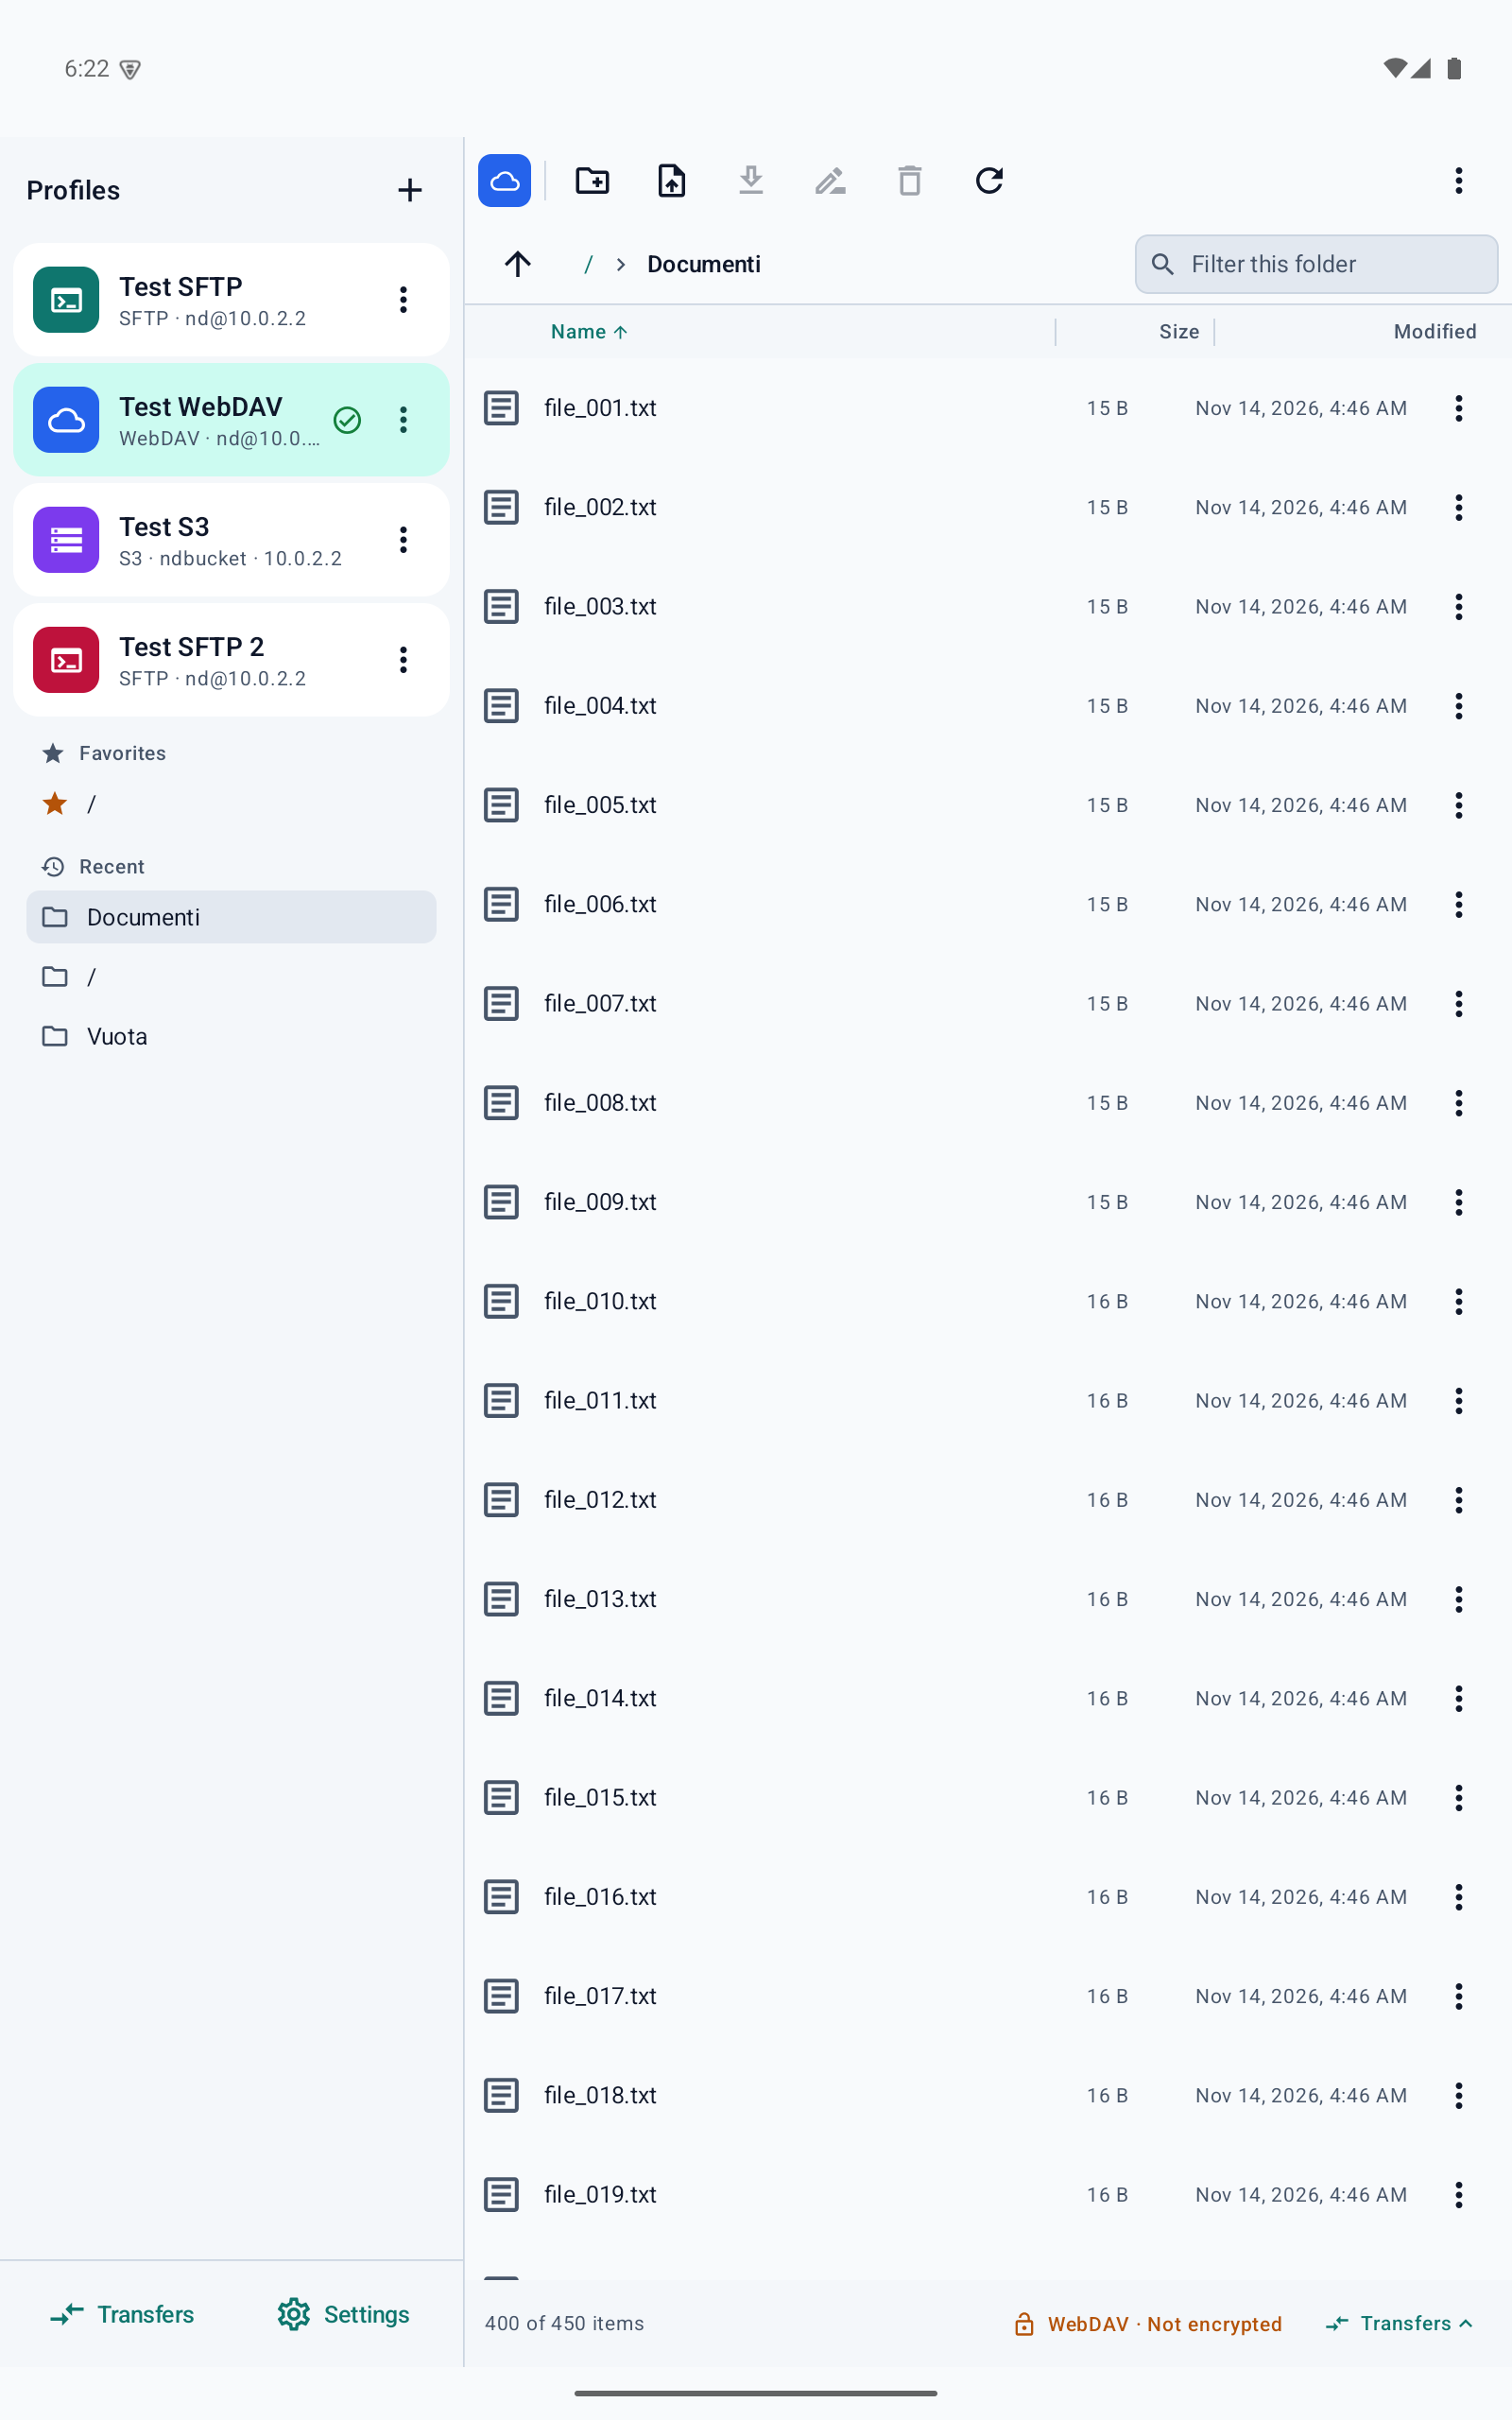 6:22
Profiles
Test SFTP
SFTP · nd@10.0.2.2
Test WebDAV
WebDAV · nd@10.0....
Test S3
S3 · ndbucket · 10.0.2.2
Test SFTP 2
SFTP · nd@10.0.2.2
Favorites
/
Recent
Documenti
/
Vuota
Transfers Settings
/ Documenti Filter this folder
Name Size Modified
file_001.txt 15 B Nov 14, 2026, 4:46 AM
file_002.txt 15 B Nov 14, 2026, 4:46 AM
file_003.txt 15 B Nov 14, 2026, 4:46 AM
file_004.txt 15 B Nov 14, 2026, 4:46 AM
file_005.txt 15 B Nov 14, 2026, 4:46 AM
file_006.txt 15 B Nov 14, 2026, 4:46 AM
file_007.txt 15 B Nov 14, 2026, 4:46 AM
file_008.txt 15 B Nov 14, 2026, 4:46 AM
file_009.txt 15 B Nov 14, 2026, 4:46 AM
file_010.txt 16 B Nov 14, 2026, 4:46 AM
file_011.txt 16 B Nov 14, 2026, 4:46 AM
file_012.txt 16 B Nov 14, 2026, 4:46 AM
file_013.txt 16 B Nov 14, 2026, 4:46 AM
file_014.txt 16 B Nov 14, 2026, 4:46 AM
file_015.txt 16 B Nov 14, 2026, 4:46 AM
file_016.txt 16 B Nov 14, 2026, 4:46 AM
file_017.txt 16 B Nov 14, 2026, 4:46 AM
file_018.txt 16 B Nov 14, 2026, 4:46 AM
file_019.txt 16 B Nov 14, 2026, 4:46 AM
400 of 450 items WebDAV · Not encrypted Transfers